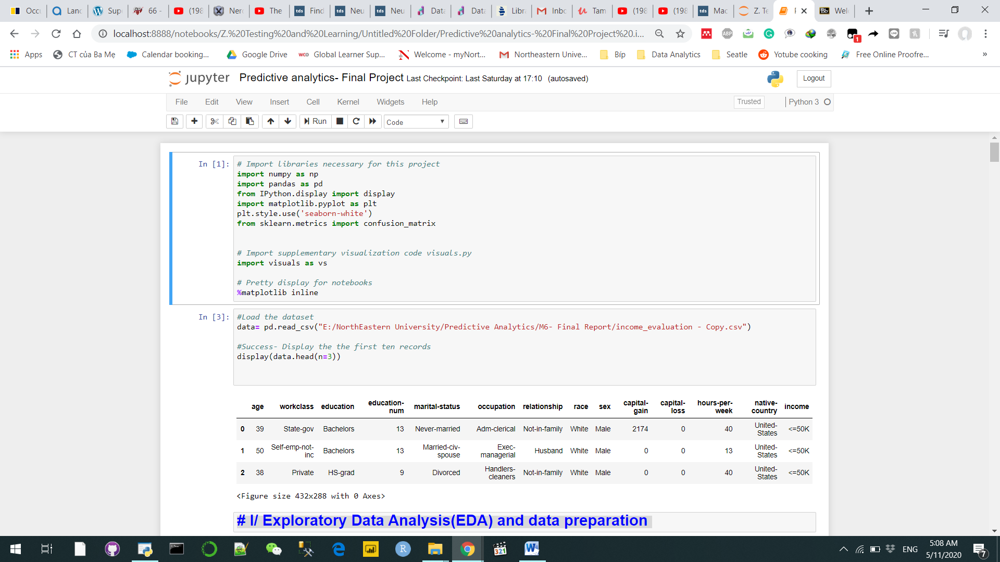 Occu
Lanc
Sup
66 -
(198
Nerc
The
Find
Neu
Neu
Data
Data
Libra
Inbc
Tam
(198
(198
Mac
Z. Te
Wel
localhost:8888/notebooks/Z.%20Testing%20and%20Learning/Untitled%20Folder/Predictive%20analytics-%20Final%20Project%20.i...
Apps CT của Ba Mẹ Calendar booking... Google Drive Global Learner Sup... Welcome - myNort... Northeastern Unive... Bíp Data Analytics Seatle Yotube cooking Free Online Proofre... »
jupyter Predictive analytics- Final Project Last Checkpoint: Last Saturday at 17:10 (autosaved) Logout
File Edit View Insert Cell Kernel Widgets Help Trusted Python 3
Run Code
In [1]: # Import libraries necessary for this project
import numpy as np
import pandas as pd
from IPython.display import display
import matplotlib.pyplot as plt
plt.style.use('seaborn-white')
from sklearn.metrics import confusion_matrix
# Import supplementary visualization code visuals.py
import visuals as vs
# Pretty display for notebooks
%matplotlib inline
In [3]: #Load the dataset
data= pd.read_csv("E:/NorthEastern University/Predictive Analytics/M6- Final Report/income_evaluation - Copy.csv")
#Success- Display the the first ten records
display(data.head(n=3))
age workclass education education-num marital-status occupation relationship race sex capital-gain capital-loss hours-per-week native-country income
0 39 State-gov Bachelors 13 Never-married Adm-clerical Not-in-family White Male 2174 0 40 United-States <=50K
1 50 Self-emp-not-inc Bachelors 13 Married-civ-spouse Exec-managerial Husband White Male 0 0 13 United-States <=50K
2 38 Private HS-grad 9 Divorced Handlers-cleaners Not-in-family White Male 0 0 40 United-States <=50K
<Figure size 432x288 with 0 Axes>
# I/ Exploratory Data Analysis(EDA) and data preparation
ENG
5:08 AM
5/11/2020
7